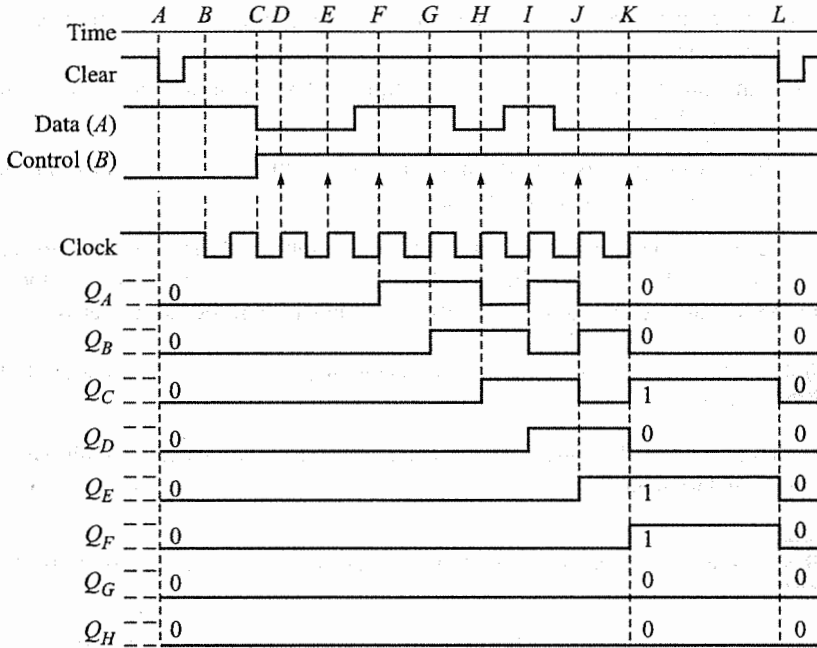 A B C D E F G H I J K L
Time
Clear
Data (A)
Control (B)
Clock
Q_A 0 0 0
Q_B 0 0 0
Q_C 0 1 0
Q_D 0 0 0
Q_E 0 1 0
Q_F 0 1 0
Q_G 0 0 0
Q_H 0 0 0